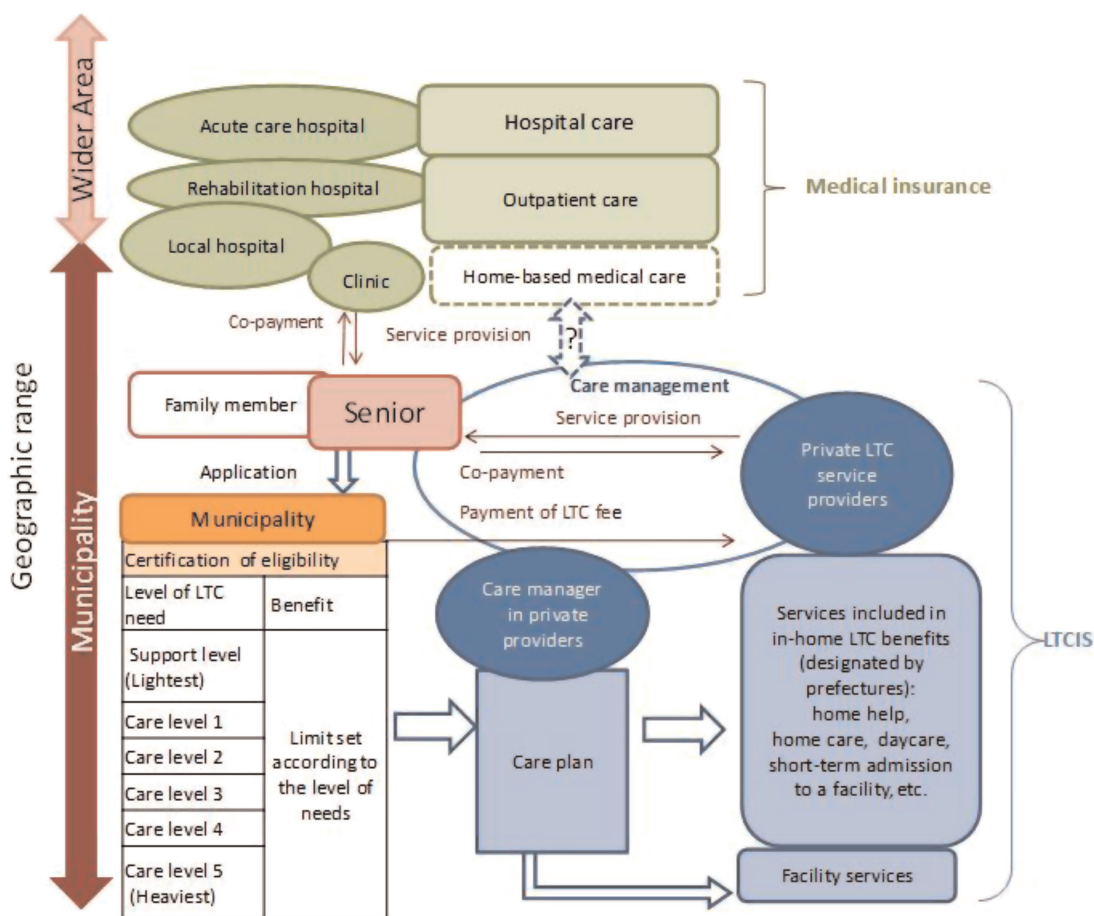 Geographic range
Wider Area
Municipality
Acute care hospital
Rehabilitation hospital
Local hospital
Clinic
Hospital care
Outpatient care
Home-based medical care
Medical insurance
Co-payment
Service provision
?
Family member
Senior
Care management
Service provision
Co-payment
Payment of LTC fee
Private LTC
service
providers
Application
Municipality
Certification of eligibility
Level of LTC
need
Benefit
Support level
(Lightest)
Care level 1
Care level 2
Care level 3
Care level 4
Care level 5
(Heaviest)
Limit set
according to
the level of
needs
Care manager
in private
providers
Care plan
Services included in
in-home LTC benefits
(designated by
prefectures):
home help,
home care, daycare,
short-term admission
to a facility, etc.
Facility services
LTCIS